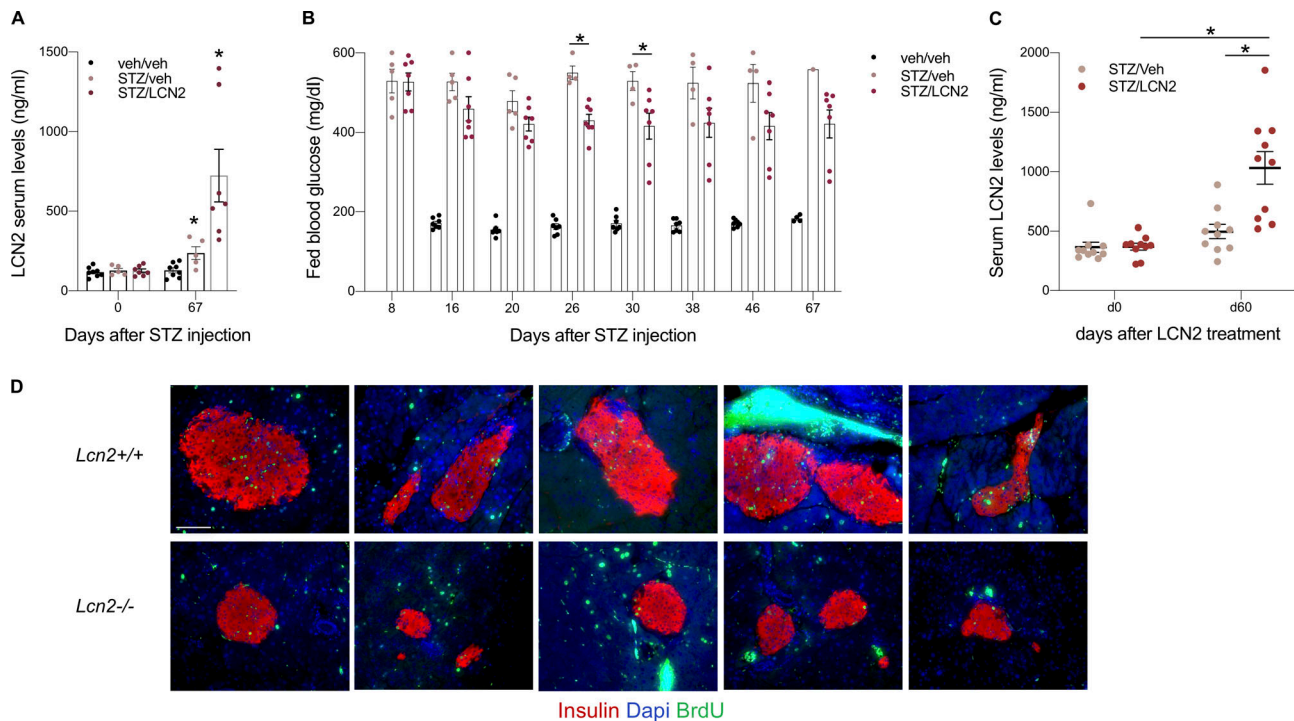 A
veh/veh
STZ/veh
STZ/LCN2
LCN2 serum levels (ng/ml)
1500
1000
500
0
*
*
0
67
Days after STZ injection
B
veh/veh
STZ/veh
STZ/LCN2
Fed blood glucose (mg/dl)
600
400
200
0
*
*
8
16
20
26
30
38
46
67
Days after STZ injection
C
STZ/Veh
STZ/LCN2
Serum LCN2 levels (ng/ml)
2000
1500
1000
500
0
*
*
d0
d60
days after LCN2 treatment
D
Lcn2+/+
Lcn2-/-
Insulin Dapi BrdU